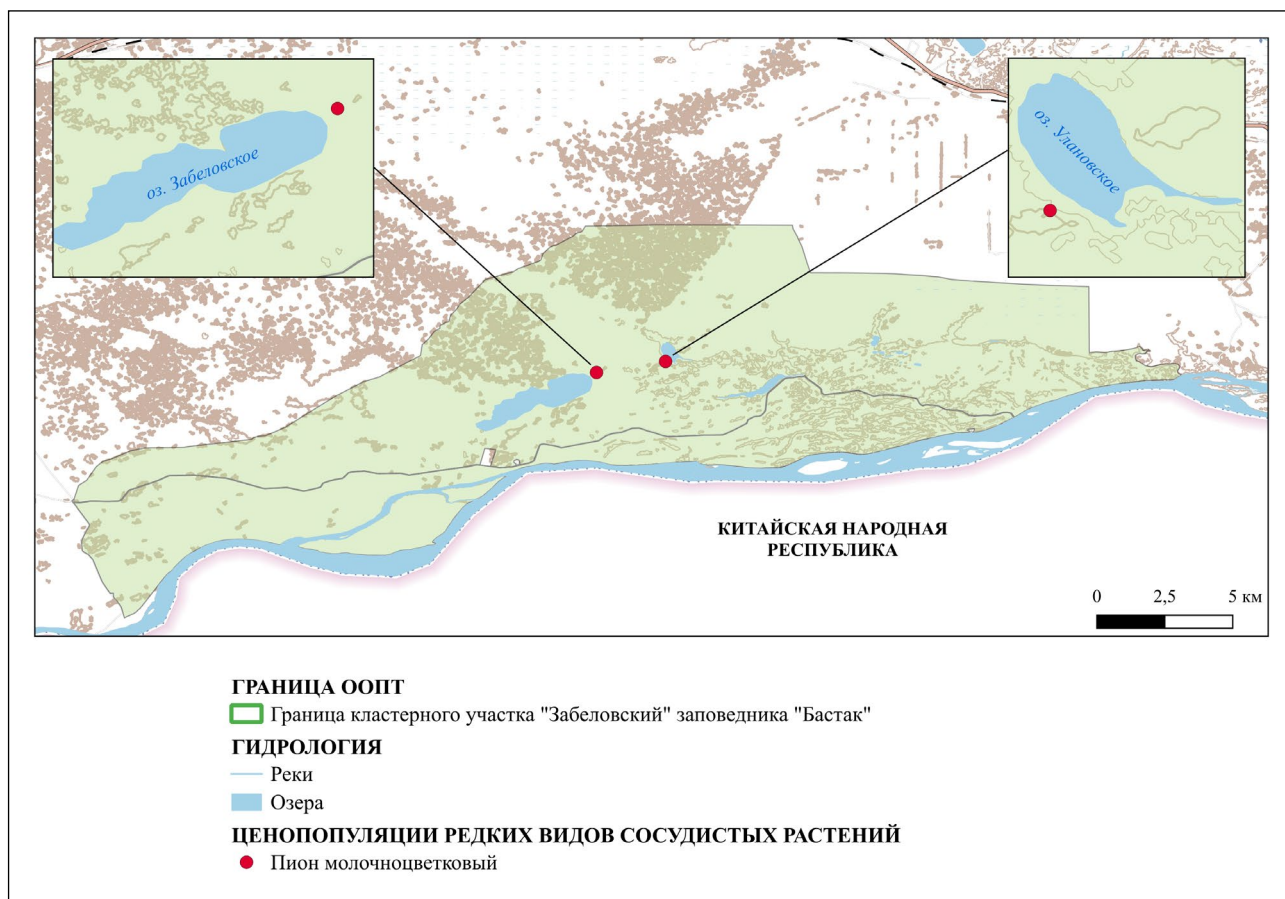 оз. Забеловское
оз. Улановское
КИТАЙСКАЯ НАРОДНАЯ
РЕСПУБЛИКА
0 2,5 5 км
ГРАНИЦА ООПТ
Граница кластерного участка "Забеловский" заповедника "Бастак"
ГИДРОЛОГИЯ
Реки
Озера
ЦЕНОПОПУЛЯЦИИ РЕДКИХ ВИДОВ СОСУДИСТЫХ РАСТЕНИЙ
Пион молочноцветковый